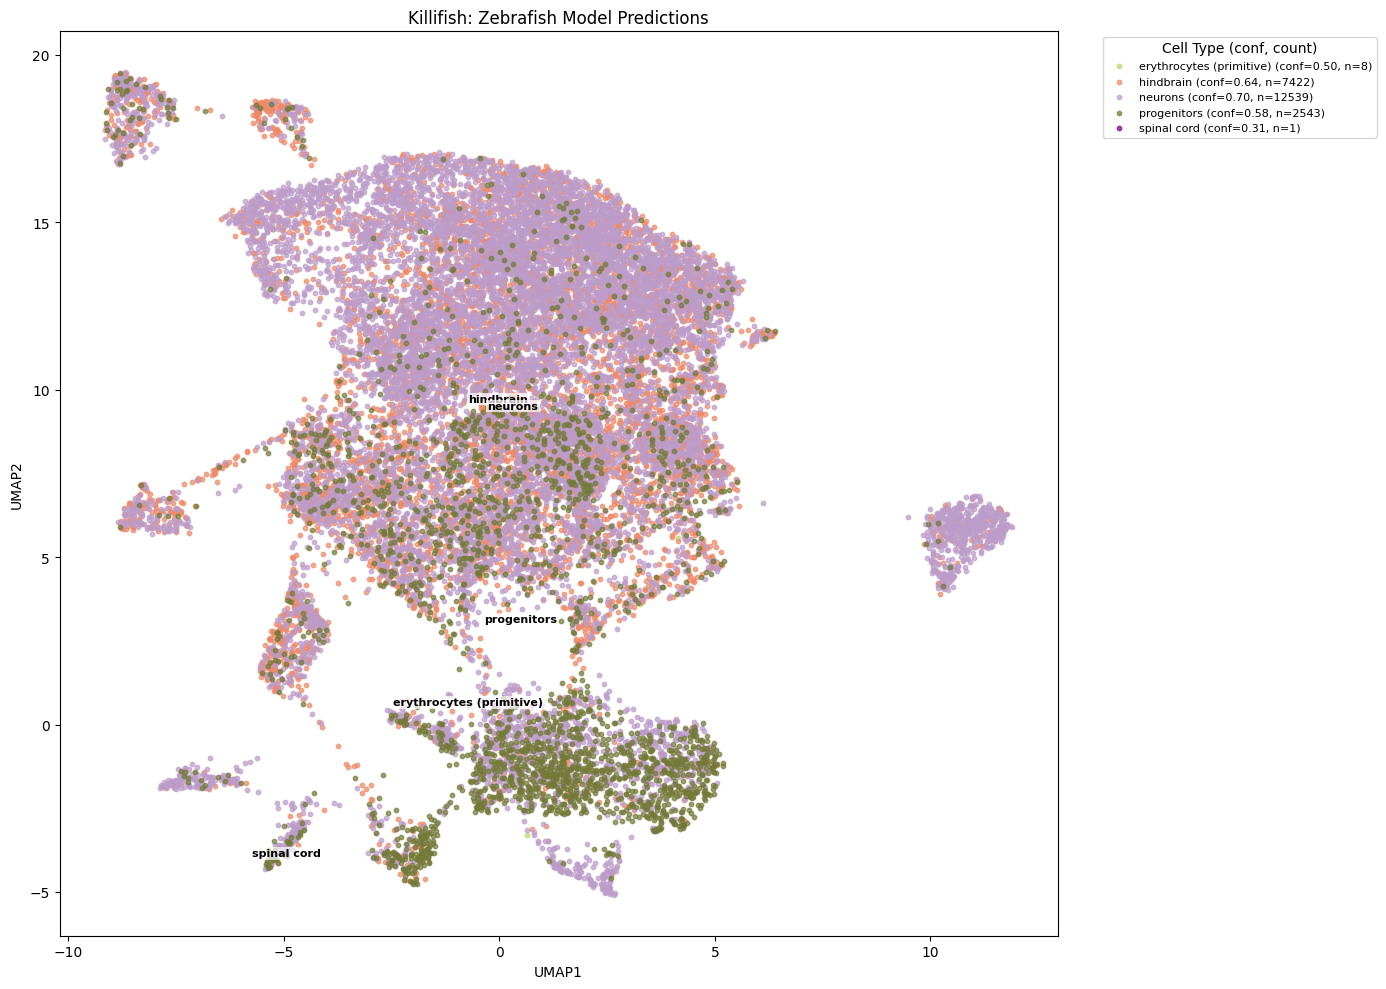 Killifish: Zebrafish Model Predictions
Cell Type (conf, count)
erythrocytes (primitive) (conf=0.50, n=8)
hindbrain (conf=0.64, n=7422)
neurons (conf=0.70, n=12539)
progenitors (conf=0.58, n=2543)
spinal cord (conf=0.31, n=1)
20
15
10
5
0
−5
UMAP2
hindbrain
neurons
progenitors
erythrocytes (primitive)
spinal cord
−10
−5
0
5
10
UMAP1